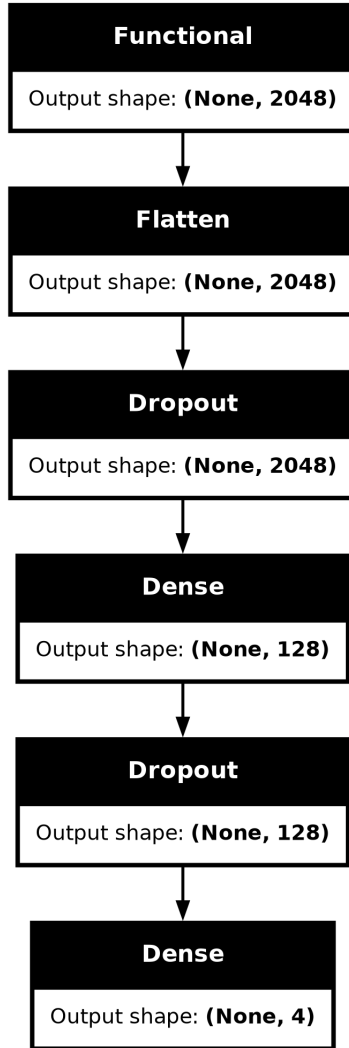 Functional
Output shape: (None, 2048)
Flatten
Output shape: (None, 2048)
Dropout
Output shape: (None, 2048)
Dense
Output shape: (None, 128)
Dropout
Output shape: (None, 128)
Dense
Output shape: (None, 4)